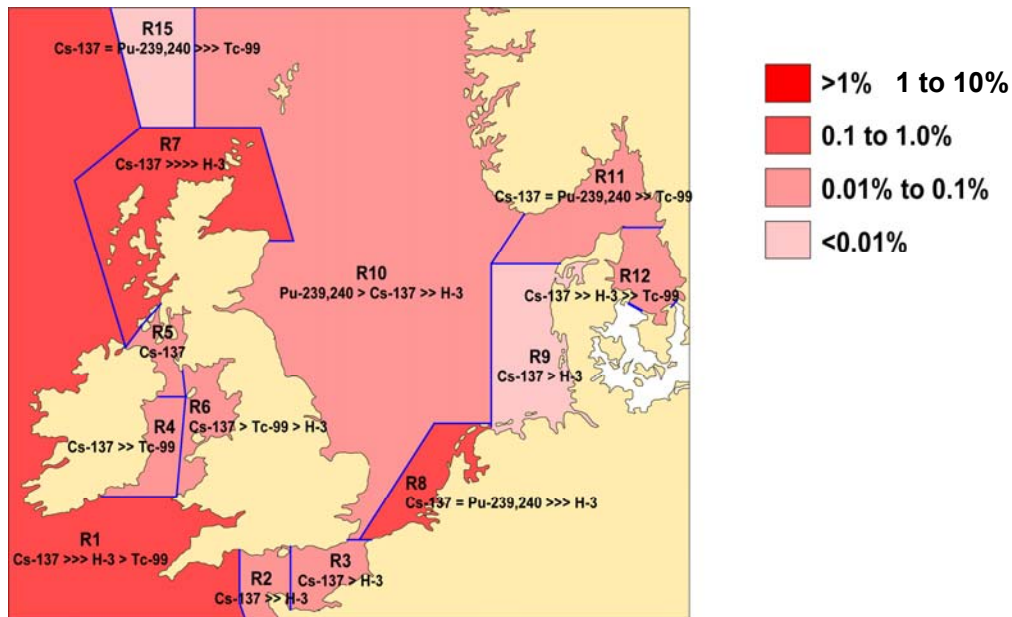 R15
Cs-137 = Pu-239,240 >>> Tc-99
R7
Cs-137 >>>> H-3
R11
Cs-137 = Pu-239,240 >> Tc-99
R10
Pu-239,240 > Cs-137 >> H-3
R12
Cs-137 >> H-3 >> Tc-99
R5
Cs-137
R9
Cs-137 > H-3
R6
Cs-137 > Tc-99 > H-3
R4
Cs-137 >> Tc-99
R8
Cs-137 = Pu-239,240 >>> H-3
R1
Cs-137 >>> H-3 > Tc-99
R2
Cs-137 >> H-3
R3
Cs-137 > H-3
>1% 1 to 10%
0.1 to 1.0%
0.01% to 0.1%
<0.01%